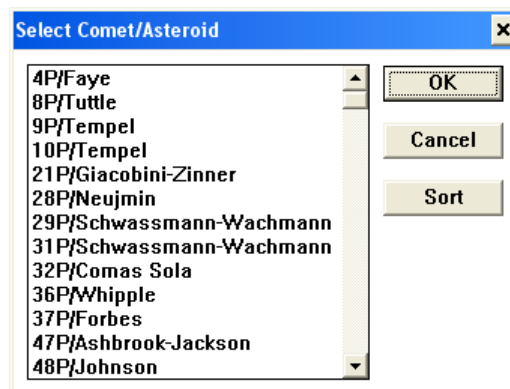 Select Comet/Asteroid
4P/Faye
8P/Tuttle
9P/Tempel
10P/Tempel
21P/Giacobini-Zinner
28P/Neujmin
29P/Schwassmann-Wachmann
31P/Schwassmann-Wachmann
32P/Comas Sola
36P/Whipple
37P/Forbes
47P/Ashbrook-Jackson
48P/Johnson
OK
Cancel
Sort